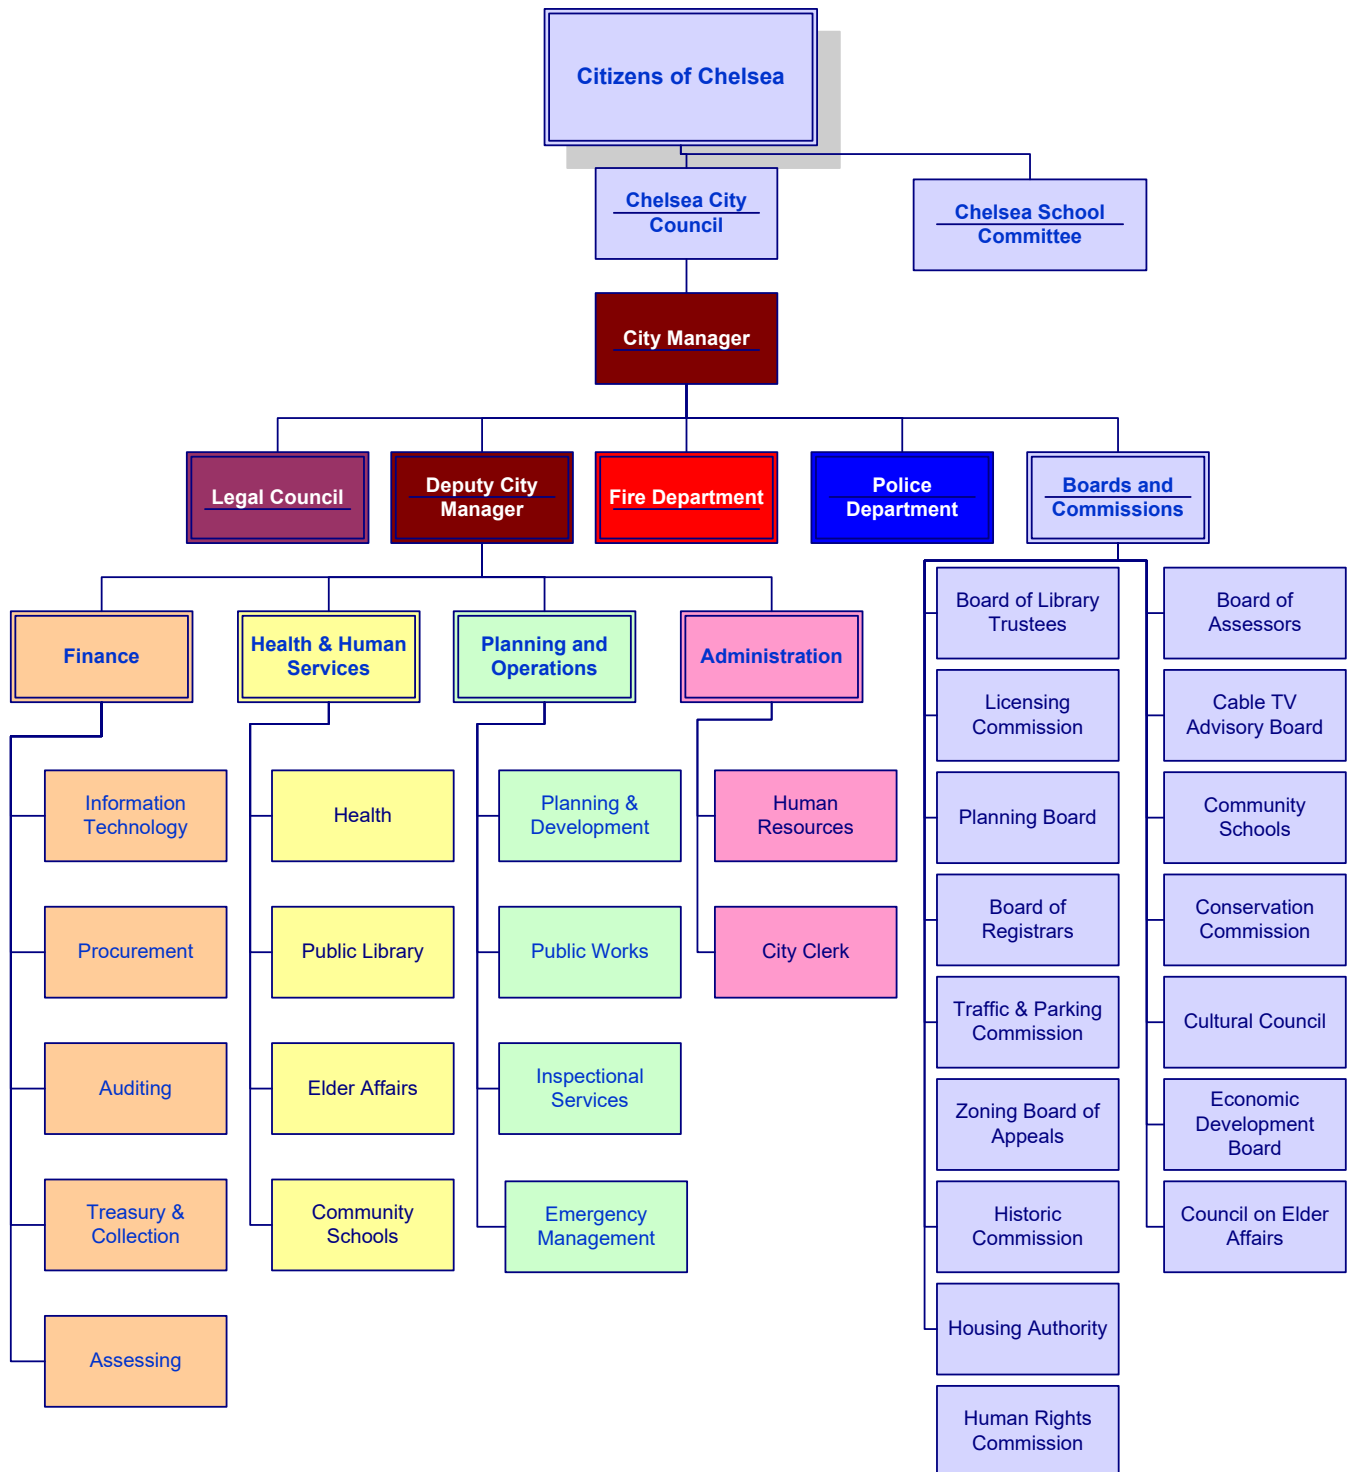 Citizens of Chelsea
Chelsea City
Council
Chelsea School
Committee
City Manager
Legal Council
Deputy City
Manager
Fire Department
Police
Department
Boards and
Commissions
Finance
Health & Human
Services
Planning and
Operations
Administration
Information
Technology
Procurement
Auditing
Treasury &
Collection
Assessing
Health
Public Library
Elder Affairs
Community
Schools
Planning &
Development
Public Works
Inspectional
Services
Emergency
Management
Human
Resources
City Clerk
Board of Library
Trustees
Licensing
Commission
Planning Board
Board of
Registrars
Traffic & Parking
Commission
Zoning Board of
Appeals
Historic
Commission
Housing Authority
Human Rights
Commission
Board of
Assessors
Cable TV
Advisory Board
Community
Schools
Conservation
Commission
Cultural Council
Economic
Development
Board
Council on Elder
Affairs